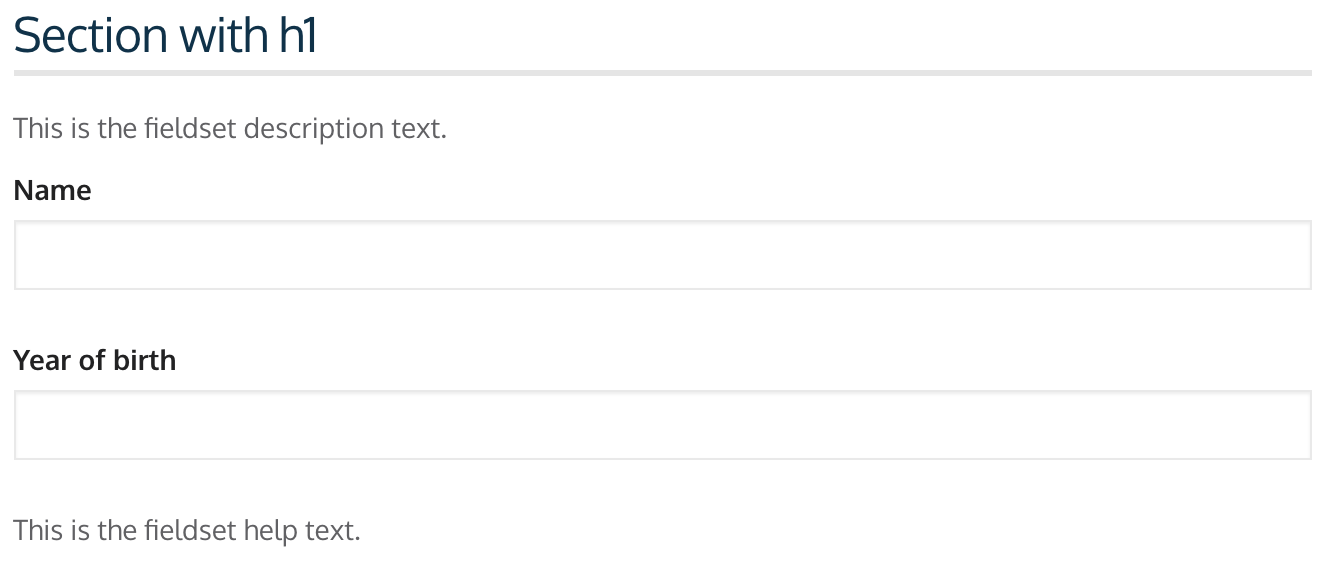 Section with h1
This is the fieldset description text.
Name
Year of birth
This is the fieldset help text.